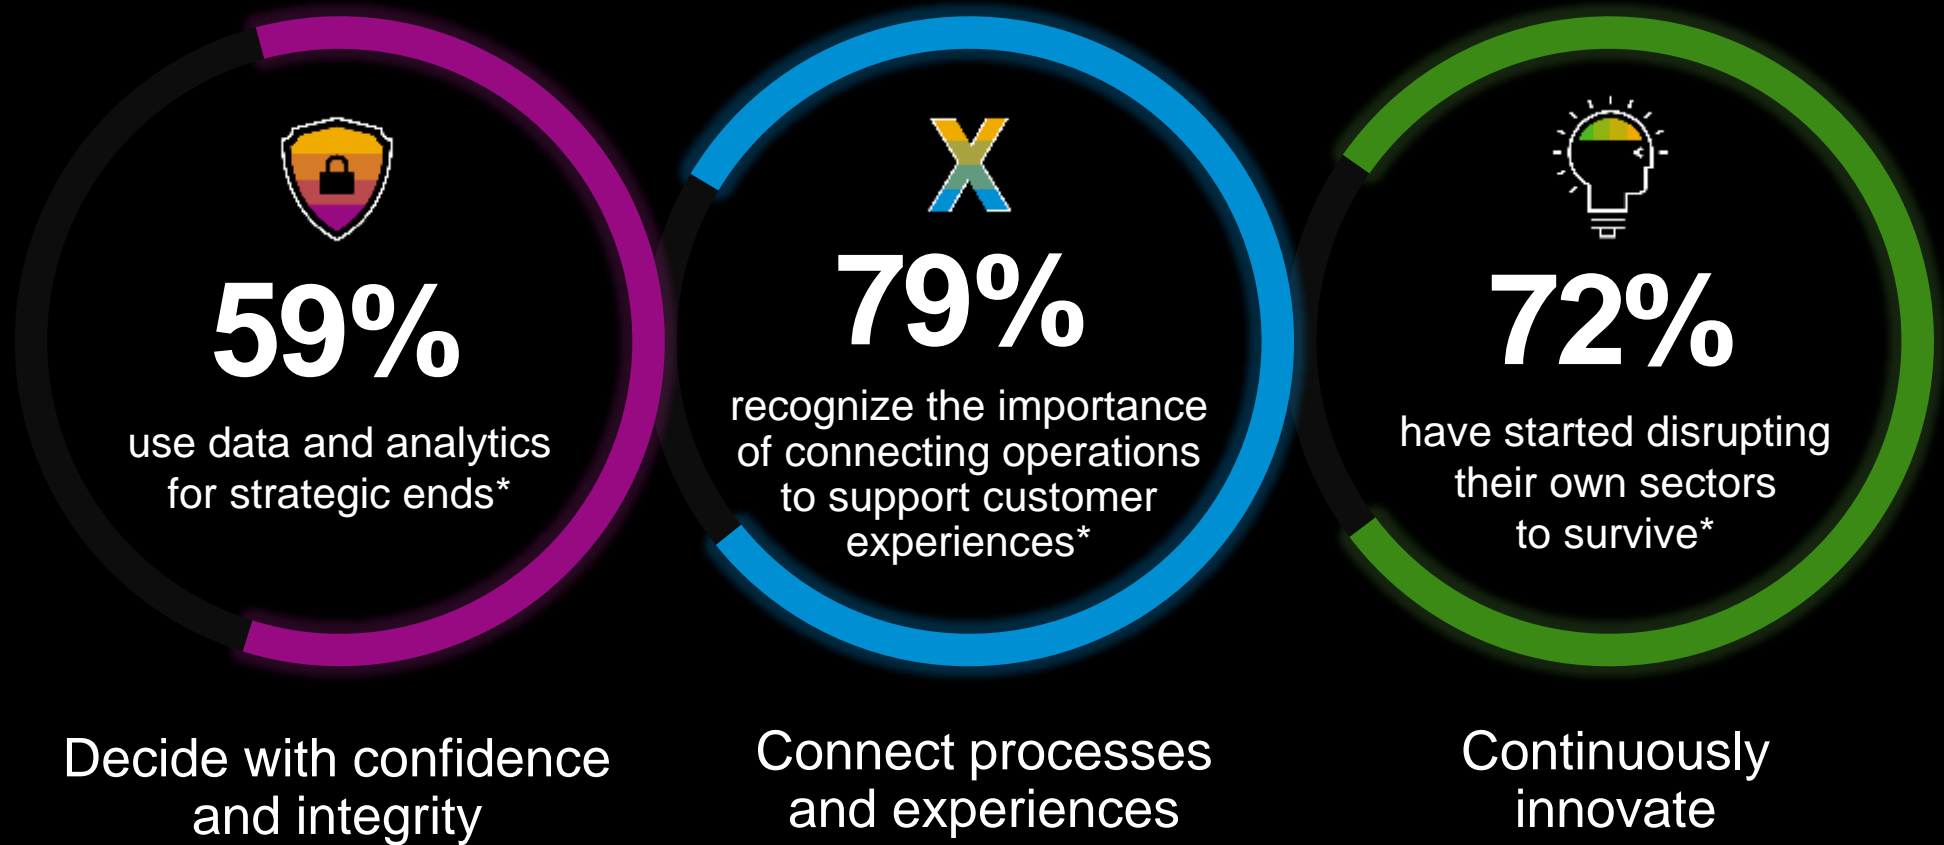 59%
use data and analytics
for strategic ends*
Decide with confidence
and integrity
X
79%
recognize the importance
of connecting operations
to support customer
experiences*
Connect processes
and experiences
72%
have started disrupting
their own sectors
to survive*
Continuously
innovate